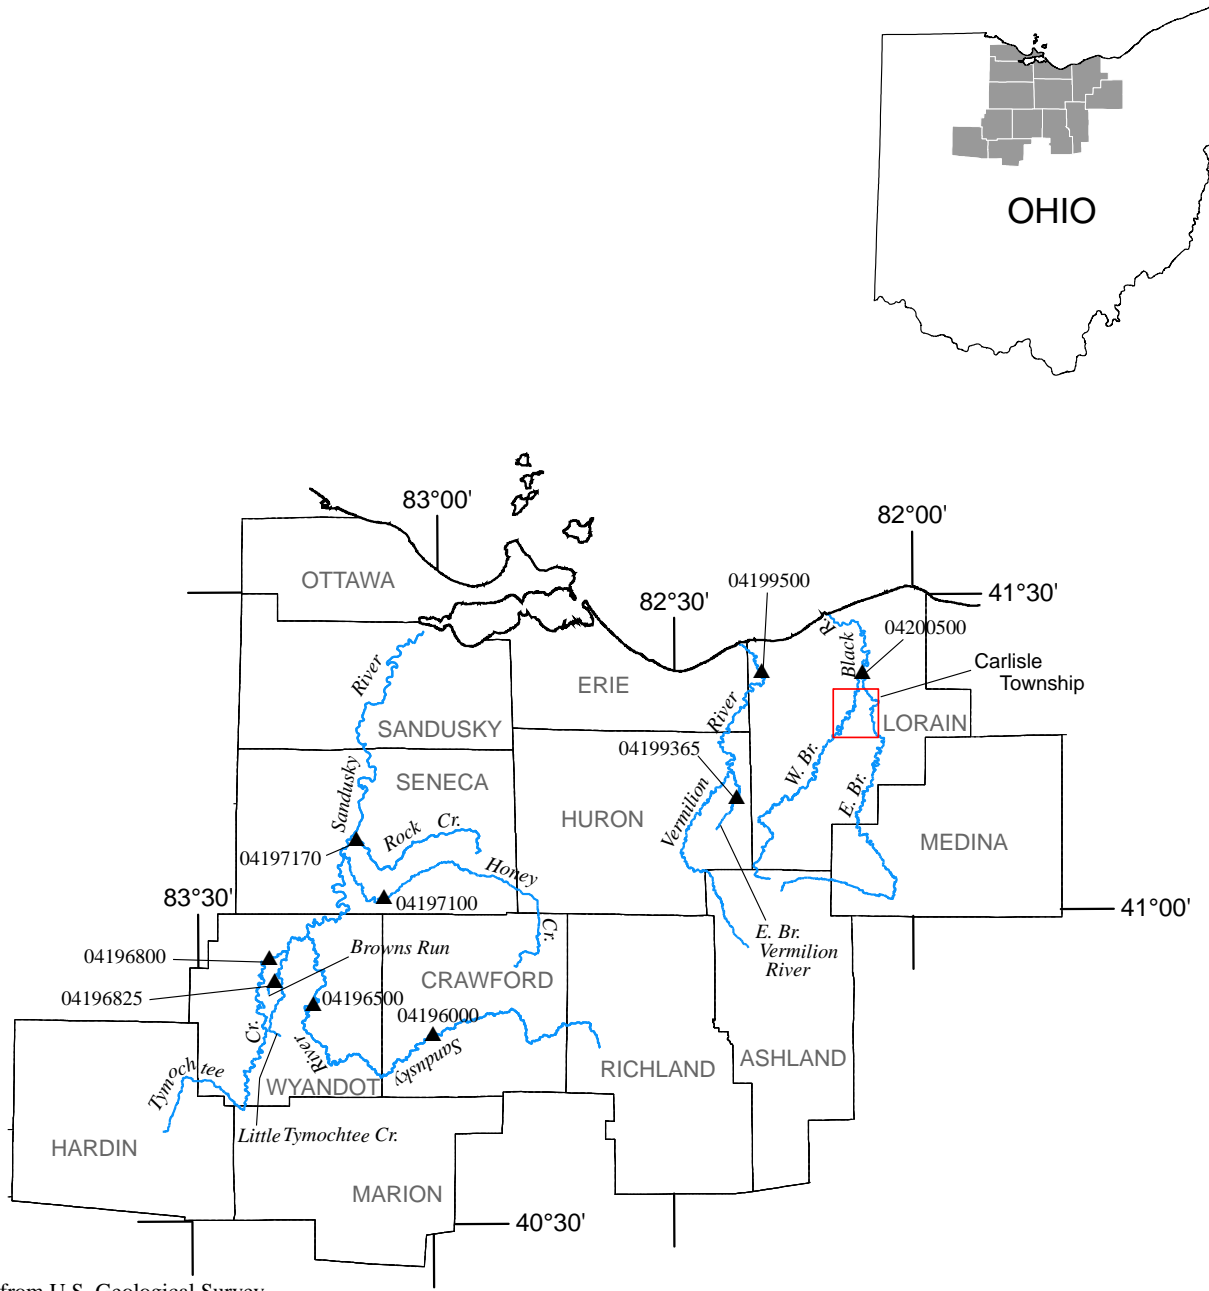 OHIO
83°00'
82°00'
OTTAWA
04199500
41°30'
82°30'
R.
04200500
Black
Carlisle
Township
River
ERIE
SANDUSKY
River
LORAIN
04199365
W. Br.
Sandusky
SENECA
Vermilion
E. Br.
HURON
Rock Cr.
MEDINA
04197170
Honey
83°30'
04197100
41°00'
Cr.
E. Br.
Vermilion
River
Browns Run
04196800
CRAWFORD
04196825
04196500
04196000
Cr.
River
Sandusky
ASHLAND
RICHLAND
Tymochtee
WYANDOT
Little Tymochtee Cr.
HARDIN
MARION
40°30'
from U.S. Geological Survey